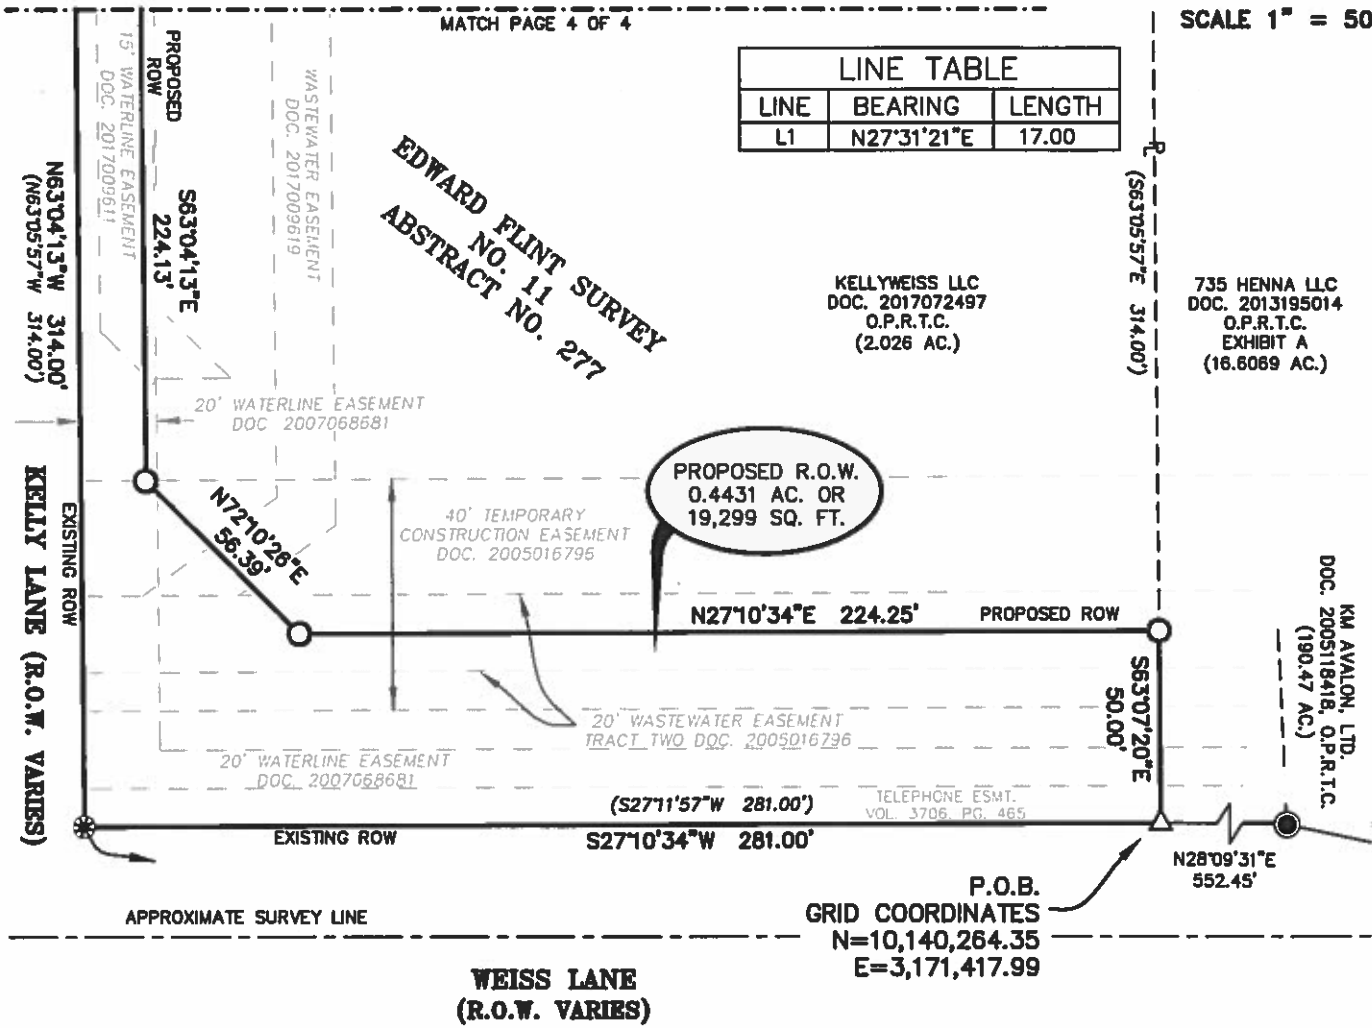 MATCH PAGE 4 OF 4
SCALE 1" = 50
LINE TABLE
LINE BEARING LENGTH
L1 N27°31'21"E 17.00
PROPOSED
ROW
15' WATERLINE EASEMENT
DOC. 2017009611
WASTEWATER EASEMENT
DOC. 2017009619
S63°04'13"E
224.13'
N63°04'13"W 314.00'
(N63°05'57"W 314.00')
EDWARD FLINT SURVEY
NO. 11
ABSTRACT NO. 277
KELLYWEISS LLC
DOC. 2017072497
O.P.R.T.C.
(2.026 AC.)
PL
(S63°05'57"E 314.00')
735 HENNA LLC
DOC. 2013195014
O.P.R.T.C.
EXHIBIT A
(16.6069 AC.)
20' WATERLINE EASEMENT
DOC 2007068681
KELLY LANE (R.O.W. VARIES)
EXISTING ROW
N72°10'26"E
56.39'
40' TEMPORARY
CONSTRUCTION EASEMENT
DOC. 2005016796
PROPOSED R.O.W.
0.4431 AC. OR
19,299 SQ. FT.
N27°10'34"E 224.25'
PROPOSED ROW
S63°07'20"E
50.00'
KM AVALON, LTD.
DOC. 2005118418, O.P.R.T.C.
(190.47 AC.)
20' WASTEWATER EASEMENT
TRACT TWO DOC. 2005016796
20' WATERLINE EASEMENT
DOC. 2007068681
TELEPHONE ESMT.
VOL. 3706, PG. 465
(S27°11'57"W 281.00')
EXISTING ROW
S27°10'34"W 281.00'
N28°09'31"E
552.45'
P.O.B.
GRID COORDINATES
N=10,140,264.35
E=3,171,417.99
APPROXIMATE SURVEY LINE
WEISS LANE
(R.O.W. VARIES)